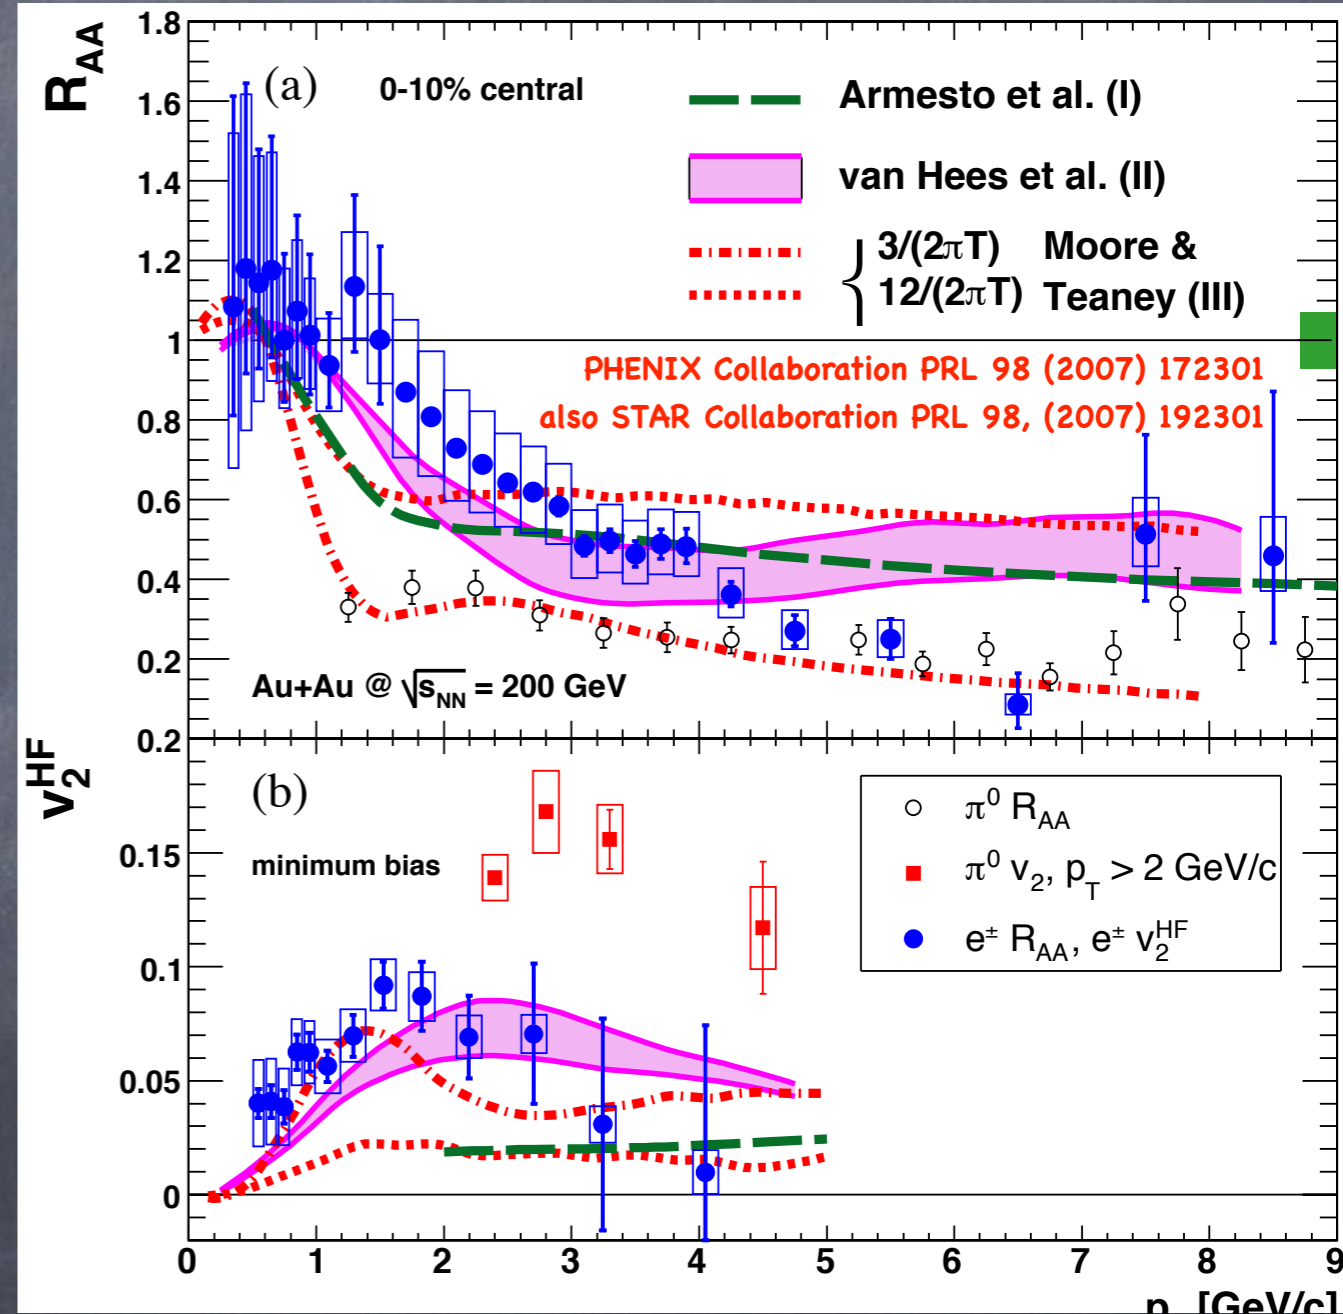 1.8
R_AA
(a)
0-10% central
Armesto et al. (I)
1.6
van Hees et al. (II)
1.4
3/(2πT) Moore &
1.2
12/(2πT) Teaney (III)
1
PHENIX Collaboration PRL 98 (2007) 172301
also STAR Collaboration PRL 98, (2007) 192301
0.8
0.6
0.4
0.2
Au+Au @ √s_NN = 200 GeV
0.2
v_2^HF
(b)
π⁰ R_AA
0.15
minimum bias
π⁰ v_2, p_T > 2 GeV/c
e± R_AA, e± v_2^HF
0.1
0.05
0
0 1 2 3 4 5 6 7 8 9
p [GeV/c]